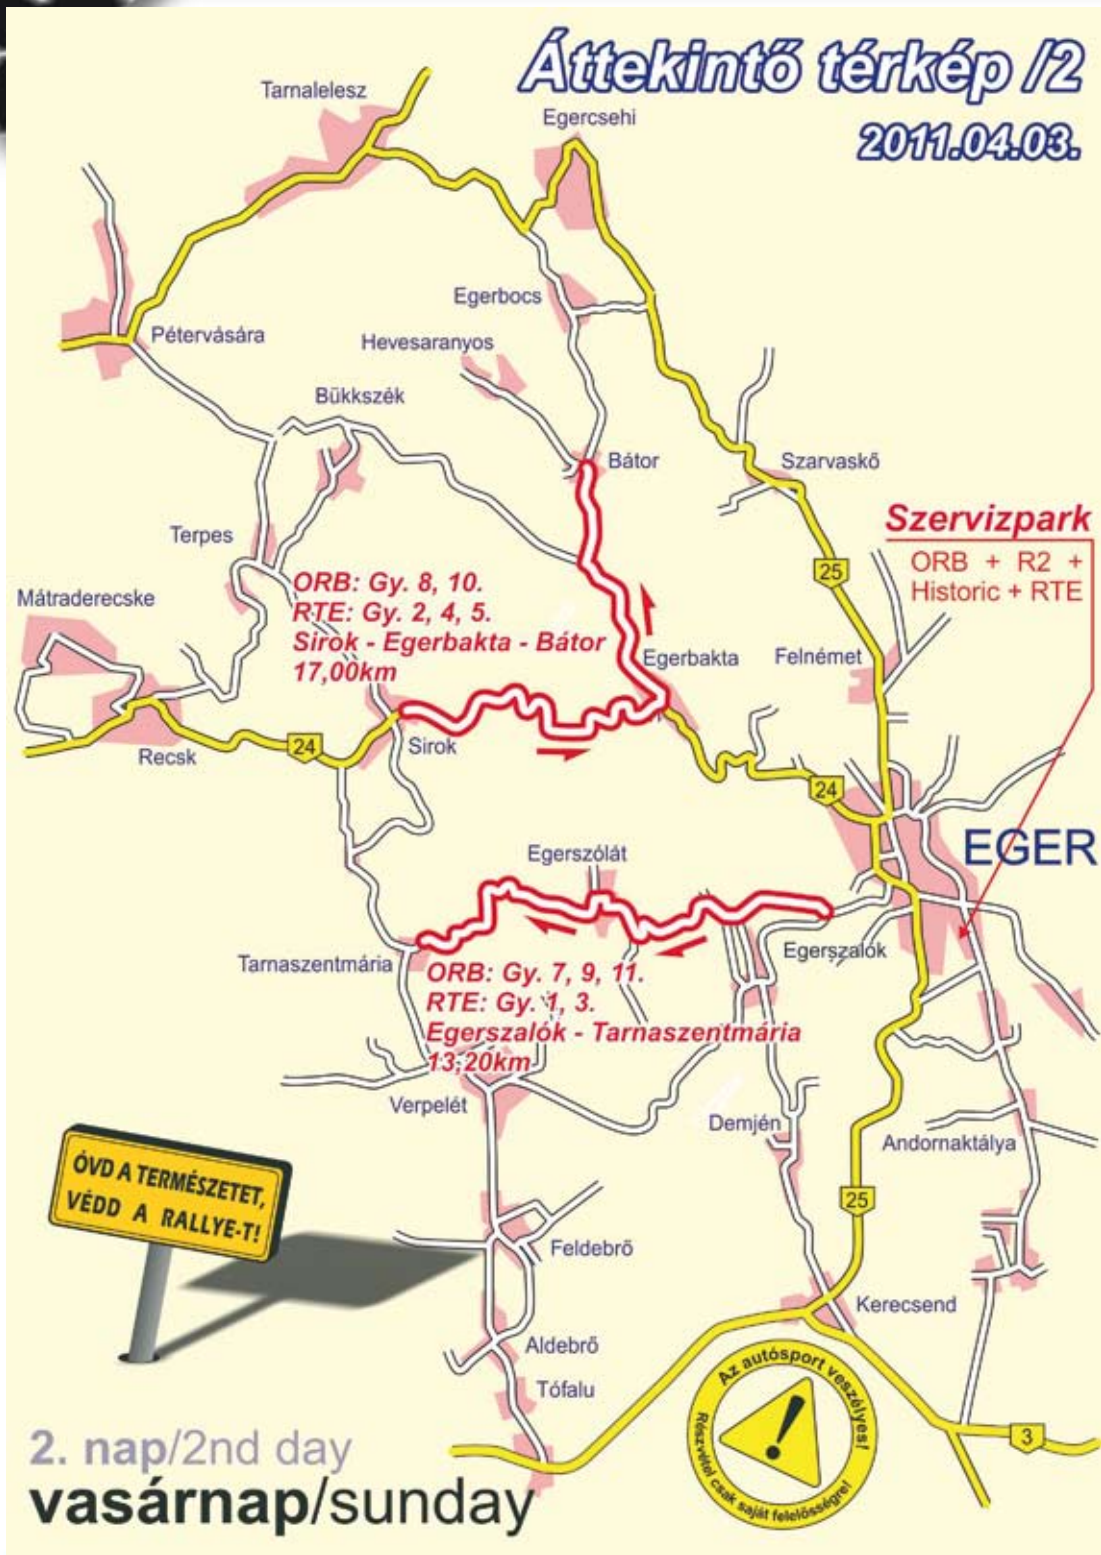 Áttekintő térkép /2
2011.04.03.
Tarnalelesz
Egercsehi
Egerbocs
Pétervására
Hevesaranyos
Bükkszék
Bátor
Szarvaskő
Szervizpark
ORB + R2 +
Historic + RTE
Terpes
25
Mátraderecske
ORB: Gy. 8, 10.
RTE: Gy. 2, 4, 5.
Sirok - Egerbakta - Bátor
17,00km
Egerbakta
Felnémet
Recsk
24
Sirok
24
EGER
Egerszólát
Egerszalók
Tarnaszentmária
ORB: Gy. 7, 9, 11.
RTE: Gy. 1, 3.
Egerszalók - Tarnaszentmária
13,20km
Verpelét
Demjén
Andornaktálya
ÓVD A TERMÉSZETET,
VÉDD A RALLYE-T!
25
Feldebrő
Kerecsend
Aldebrő
Tófalu
Az autósport veszélyes!
Részvétel csak saját felelősségre!
3
2. nap/2nd day
vasárnap/sunday